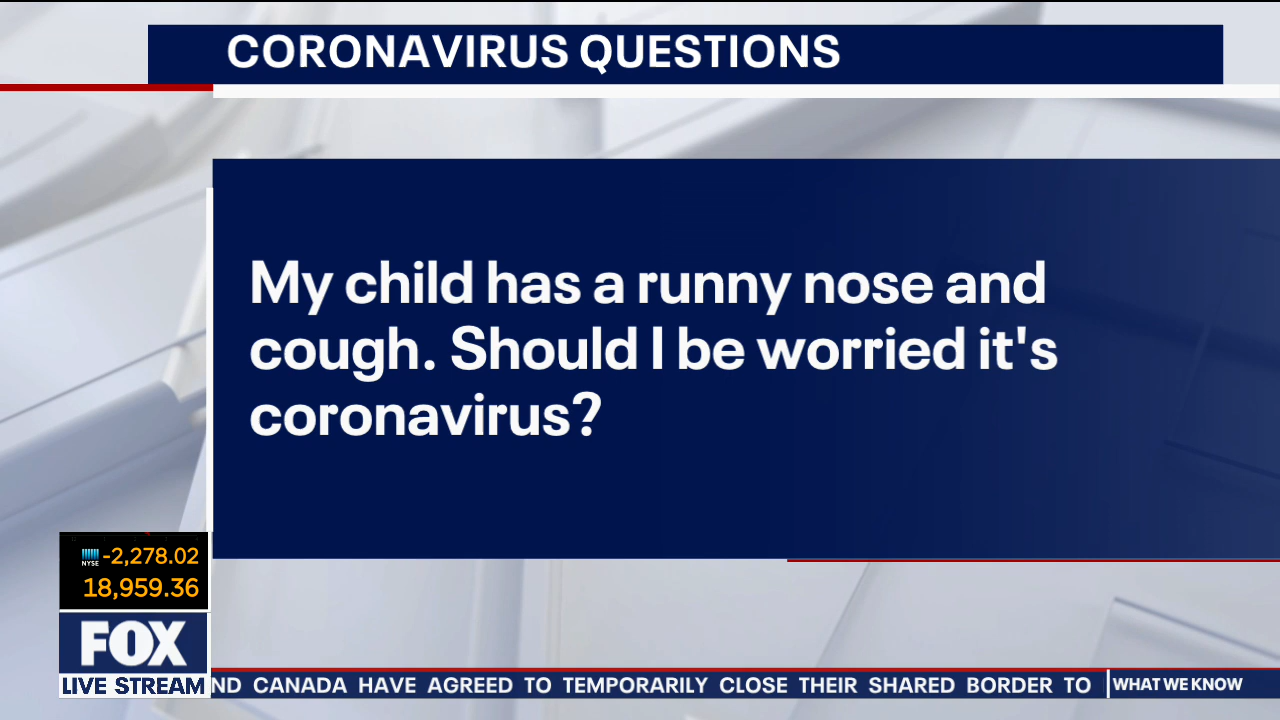 CORONAVIRUS QUESTIONS
My child has a runny nose and
cough. Should I be worried it's
coronavirus?
NYSE -2,278.02
18,959.36
FOX
LIVE STREAM
ND CANADA HAVE AGREED TO TEMPORARILY CLOSE THEIR SHARED BORDER TO
WHAT WE KNOW